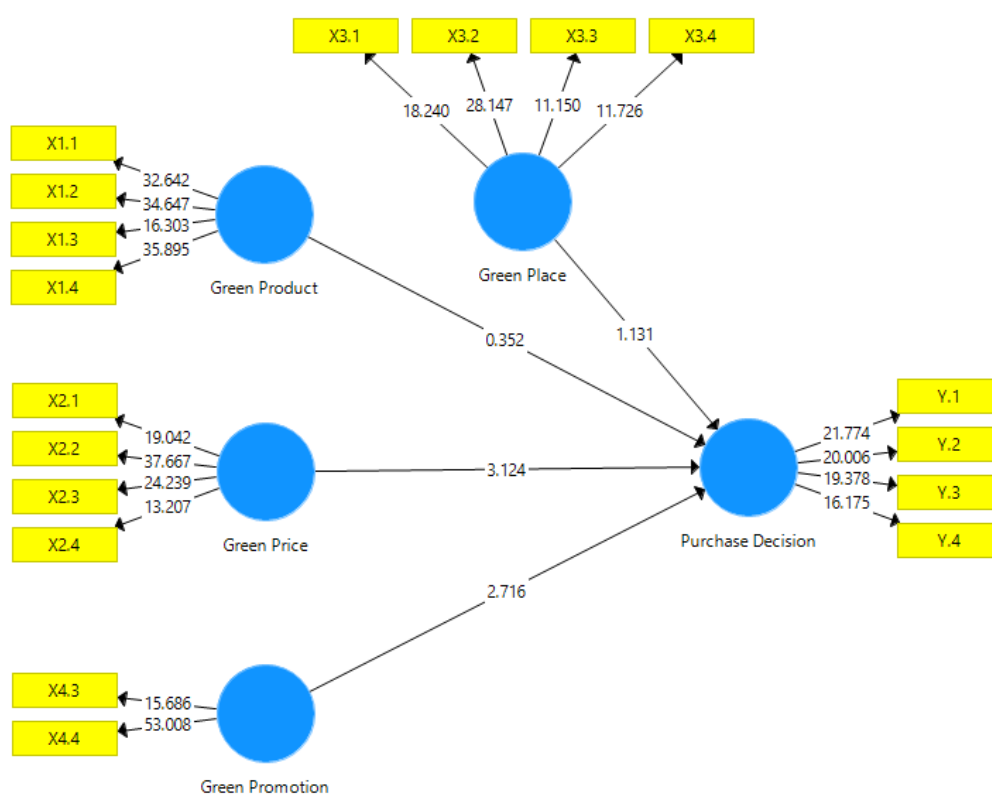 X3.1
X3.2
X3.3
X3.4
18.240
28.147
11.150
11.726
Green Place
X1.1
X1.2
X1.3
X1.4
32.642
34.647
16.303
35.895
Green Product
0.352
1.131
X2.1
X2.2
X2.3
X2.4
19.042
37.667
24.239
13.207
Green Price
3.124
Y.1
Y.2
Y.3
Y.4
21.774
20.006
19.378
16.175
Purchase Decision
2.716
X4.3
X4.4
15.686
53.008
Green Promotion